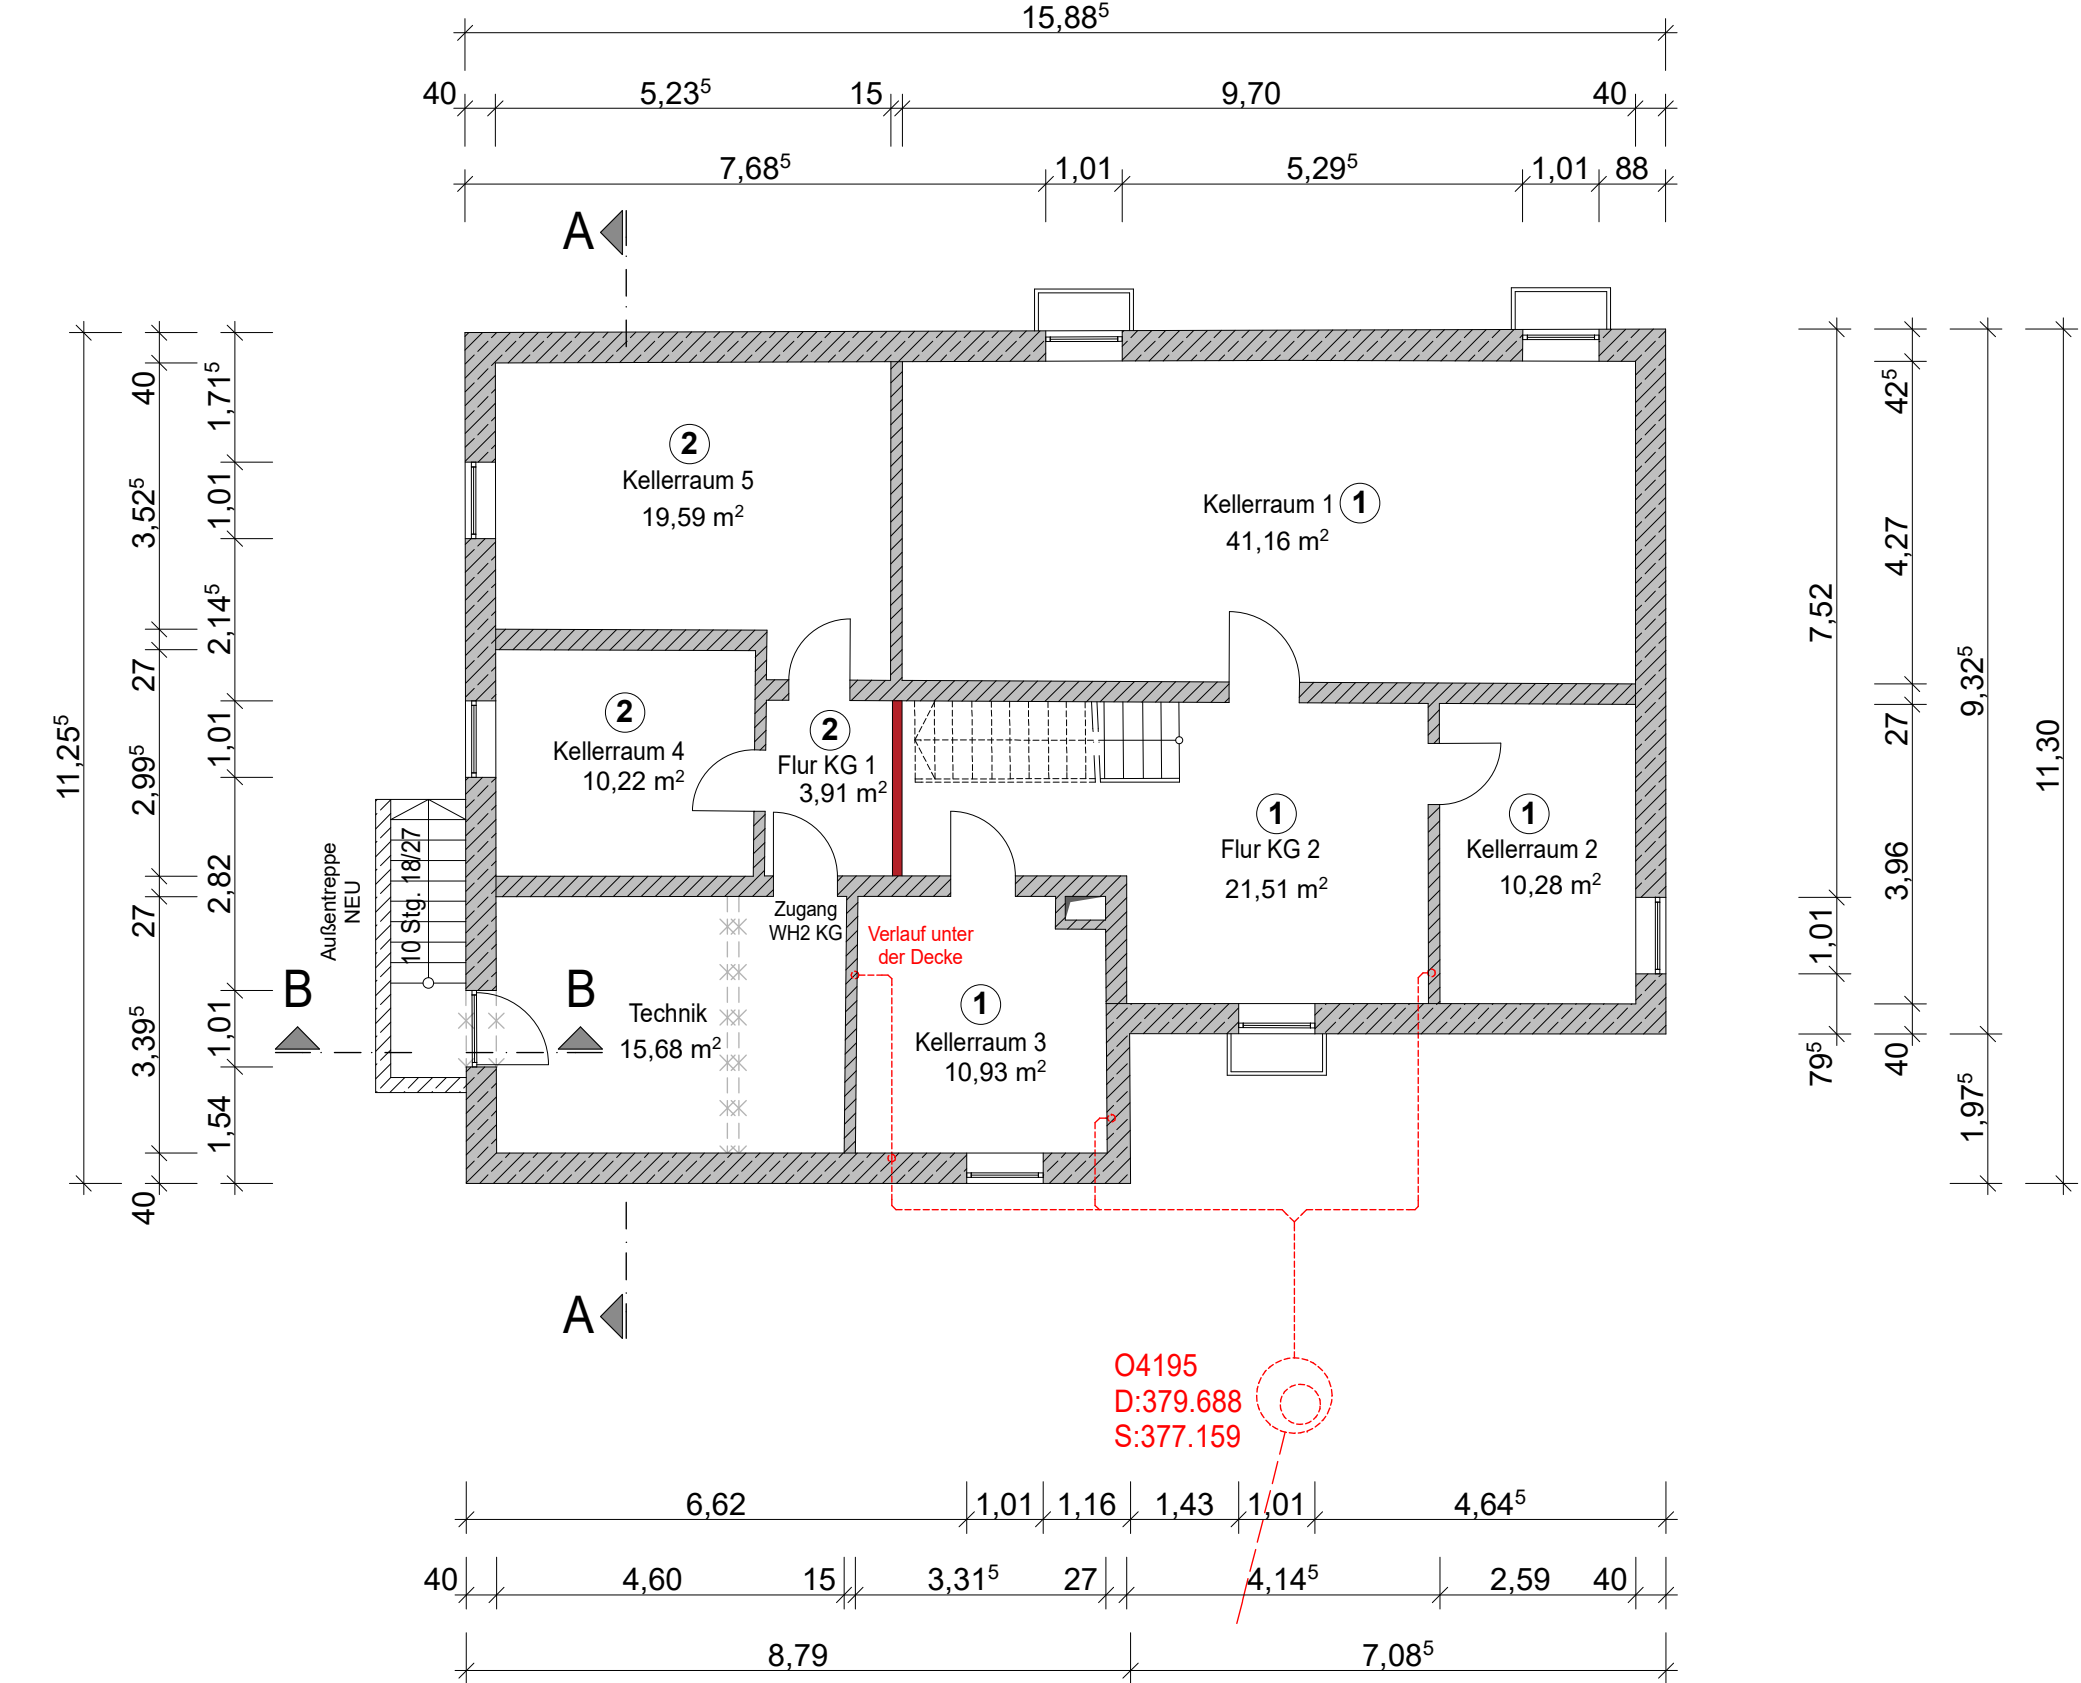 15,88⁵
40 5,23⁵ 15 9,70 40
7,68⁵ 1,01 5,29⁵ 1,01 88
A
11,25⁵
40 3,52⁵ 27 2,99⁵ 27 3,39⁵ 40
1,71⁵ 1,01 2,14⁵ 1,01 2,82 1,01 1,54
2
Kellerraum 5
19,59 m²
Kellerraum 1 1
41,16 m²
2
Kellerraum 4
10,22 m²
2
Flur KG 1
3,91 m²
1
Flur KG 2
21,51 m²
1
Kellerraum 2
10,28 m²
Außentreppe
NEU
10 Stg. 18/27
Zugang
WH2 KG
Verlauf unter
der Decke
B
B
Technik
15,68 m²
1
Kellerraum 3
10,93 m²
7,52 1,01 79⁵
42⁵ 4,27 27 3,96 40
9,32⁵ 1,97⁵
11,30
A
O4195
D:379.688
S:377.159
6,62 1,01 1,16 1,43 1,01 4,64⁵
40 4,60 15 3,31⁵ 27 4,14⁵ 2,59 40
8,79 7,08⁵